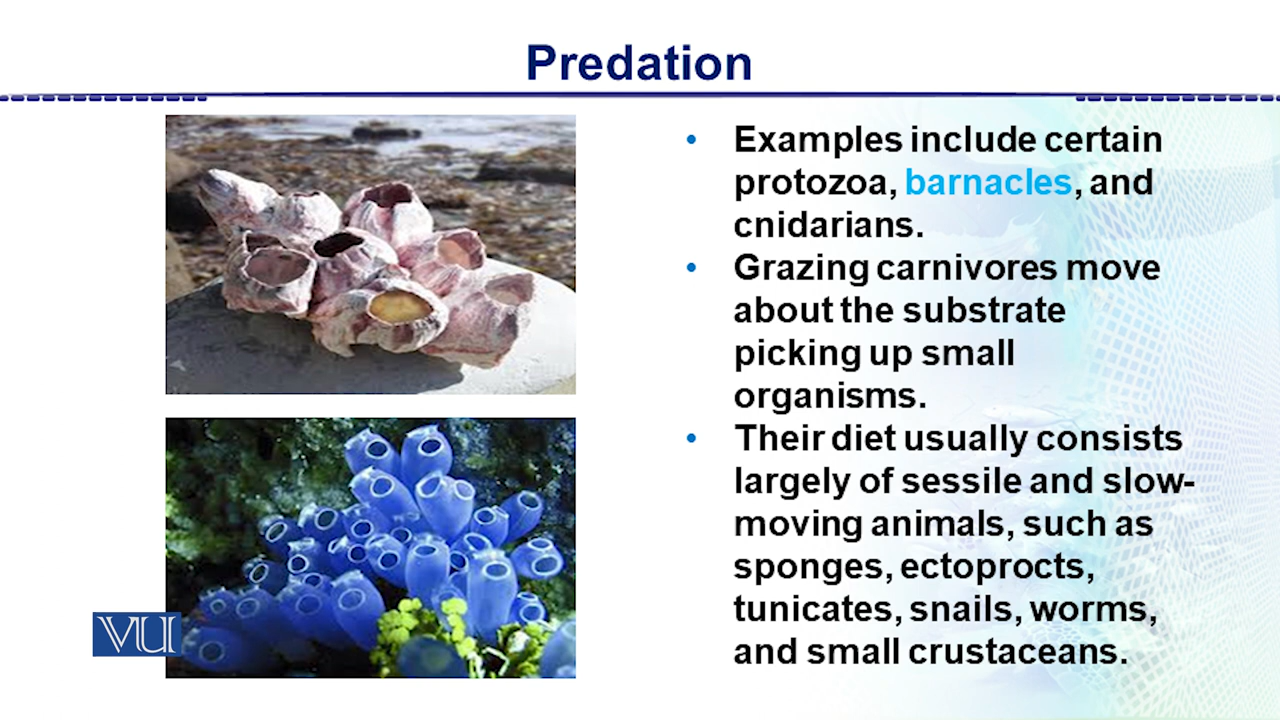 Predation
• Examples include certain
protozoa, barnacles, and
cnidarians.
• Grazing carnivores move
about the substrate
picking up small
organisms.
• Their diet usually consists
largely of sessile and slow-
moving animals, such as
sponges, ectoprocts,
tunicates, snails, worms,
and small crustaceans.
VU